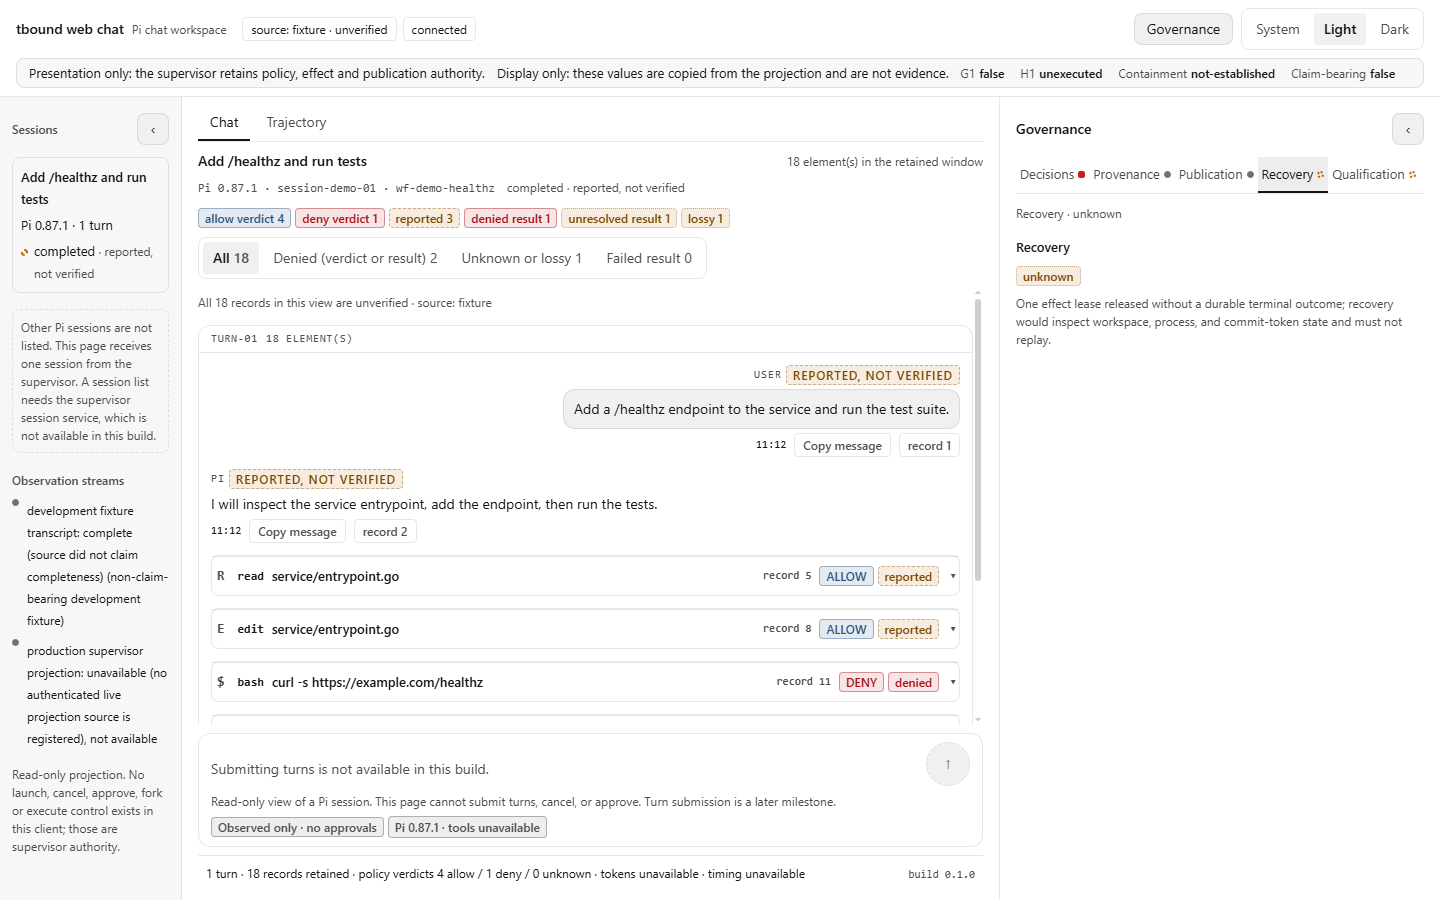 tbound web chat Pi chat workspace source: fixture · unverified connected Governance System Light Dark
Presentation only: the supervisor retains policy, effect and publication authority. Display only: these values are copied from the projection and are not evidence. G1 false H1 unexecuted Containment not-established Claim-bearing false
Sessions ‹
Add /healthz and run
tests
Pi 0.87.1 · 1 turn
completed · reported,
not verified
Other Pi sessions are not
listed. This page receives
one session from the
supervisor. A session list
needs the supervisor
session service, which is
not available in this build.
Observation streams
development fixture
transcript: complete
(source did not claim
completeness) (non-claim-
bearing development
fixture)
production supervisor
projection: unavailable (no
authenticated live
projection source is
registered), not available
Read-only projection. No
launch, cancel, approve, fork
or execute control exists in
this client; those are
supervisor authority.
Chat Trajectory
Add /healthz and run tests 18 element(s) in the retained window
Pi 0.87.1 · session-demo-01 · wf-demo-healthz completed · reported, not verified
allow verdict 4 deny verdict 1 reported 3 denied result 1 unresolved result 1 lossy 1
All 18 Denied (verdict or result) 2 Unknown or lossy 1 Failed result 0
All 18 records in this view are unverified · source: fixture
TURN-01 18 ELEMENT(S)
USER REPORTED, NOT VERIFIED
Add a /healthz endpoint to the service and run the test suite.
11:12 Copy message record 1
PI REPORTED, NOT VERIFIED
I will inspect the service entrypoint, add the endpoint, then run the tests.
11:12 Copy message record 2
R read service/entrypoint.go record 5 ALLOW reported ▾
E edit service/entrypoint.go record 8 ALLOW reported ▾
$ bash curl -s https://example.com/healthz record 11 DENY denied ▾
Submitting turns is not available in this build. ↑
Read-only view of a Pi session. This page cannot submit turns, cancel, or approve. Turn submission is a later milestone.
Observed only · no approvals Pi 0.87.1 · tools unavailable
1 turn · 18 records retained · policy verdicts 4 allow / 1 deny / 0 unknown · tokens unavailable · timing unavailable build 0.1.0
Governance ‹
Decisions Provenance Publication Recovery Qualification
Recovery · unknown
Recovery
unknown
One effect lease released without a durable terminal outcome; recovery
would inspect workspace, process, and commit-token state and must not
replay.